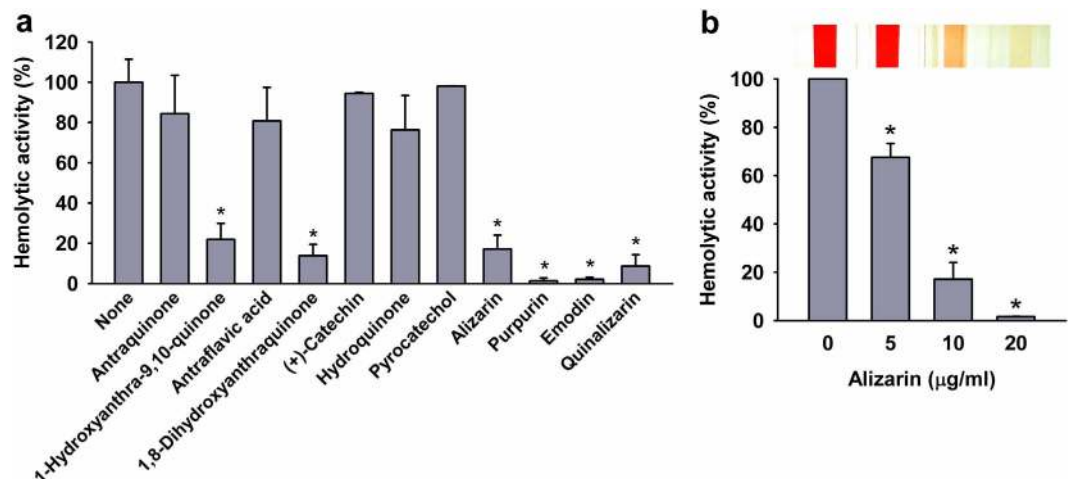 a
Hemolytic activity (%)
120
100
80
60
40
20
0
None
Antraquinone
1-Hydroxyanthra-9,10-quinone
Antraflavic acid
1,8-Dihydroxyanthraquinone
(+)-Catechin
Hydroquinone
Pyrocatechol
Alizarin
Purpurin
Emodin
Quinalizarin
*
*
*
*
*
*
b
Hemolytic activity (%)
100
80
60
40
20
0
*
*
*
0 5 10 20
Alizarin (μg/ml)